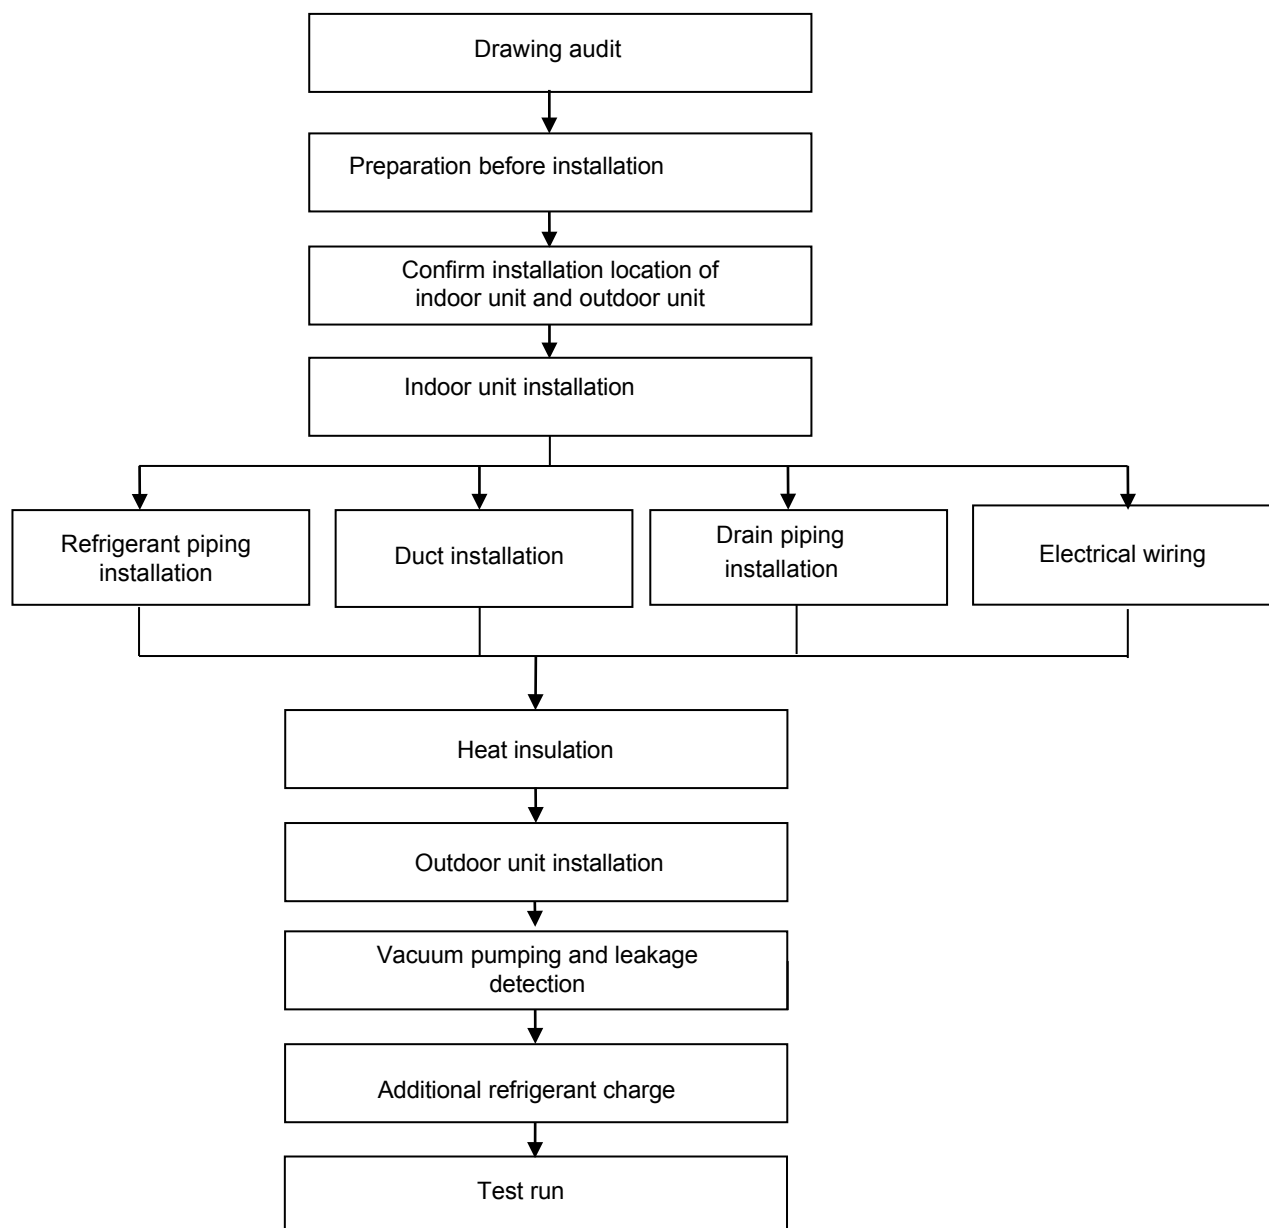 Drawing audit
Preparation before installation
Confirm installation location of
indoor unit and outdoor unit
Indoor unit installation
Refrigerant piping
installation
Duct installation
Drain piping
installation
Electrical wiring
Heat insulation
Outdoor unit installation
Vacuum pumping and leakage
detection
Additional refrigerant charge
Test run